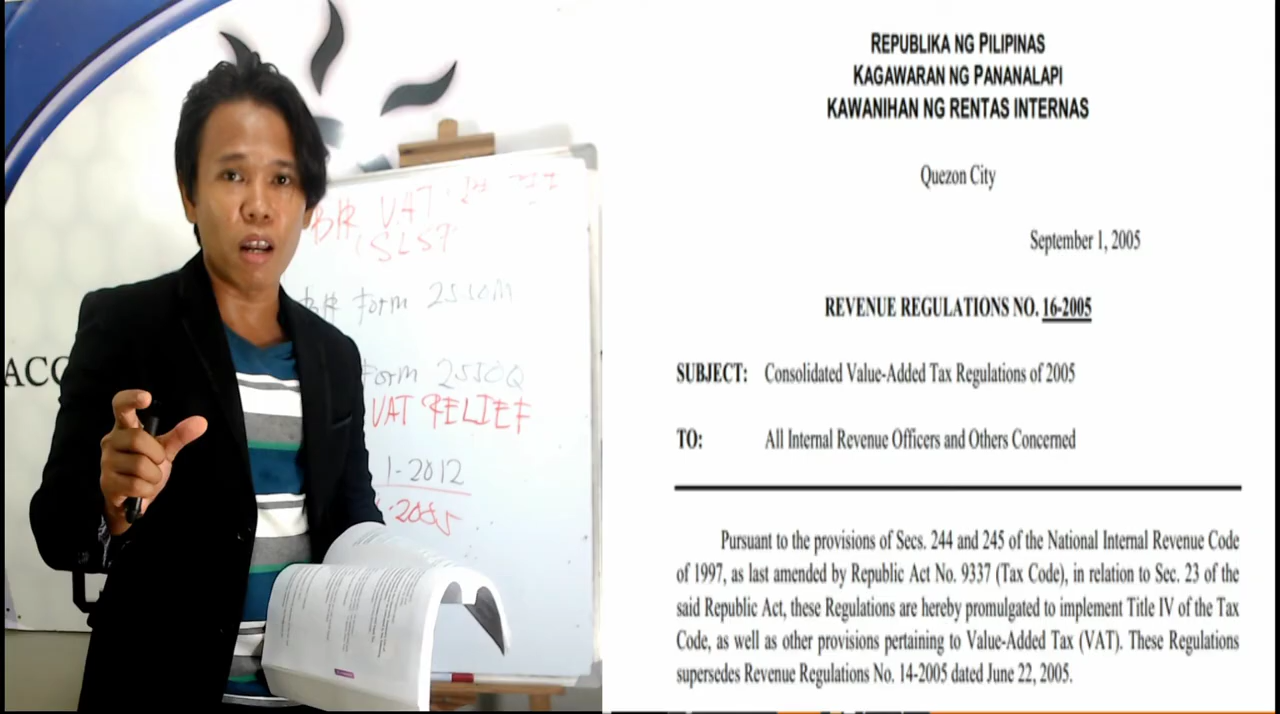 ACC
BIR VAT
SLSP
BIR Form 2550M
Form 2550Q
VAT RELIEF
1-2012
-2005
REPUBLIKA NG PILIPINAS
KAGAWARAN NG PANANALAPI
KAWANIHAN NG RENTAS INTERNAS
Quezon City
September 1, 2005
REVENUE REGULATIONS NO. 16-2005
SUBJECT: Consolidated Value-Added Tax Regulations of 2005
TO: All Internal Revenue Officers and Others Concerned
Pursuant to the provisions of Secs. 244 and 245 of the National Internal Revenue Code
of 1997, as last amended by Republic Act No. 9337 (Tax Code), in relation to Sec. 23 of the
said Republic Act, these Regulations are hereby promulgated to implement Title IV of the Tax
Code, as well as other provisions pertaining to Value-Added Tax (VAT). These Regulations
supersedes Revenue Regulations No. 14-2005 dated June 22, 2005.